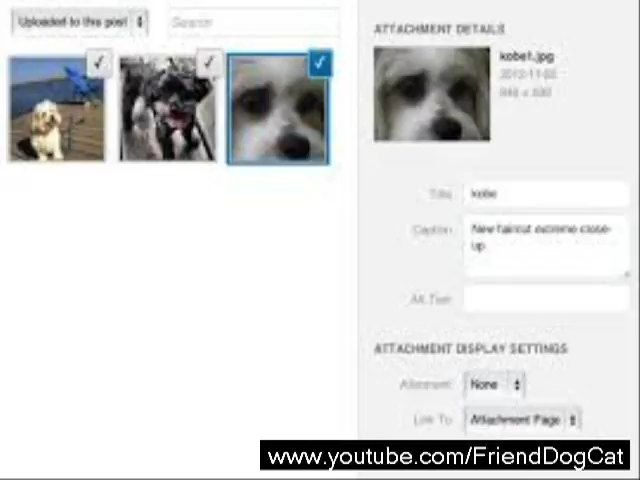 Uploaded to this post
Search
ATTACHMENT DETAILS
kobe1.jpg
Title
kobe
Caption
New haircut extreme close-
up
Alt Text
ATTACHMENT DISPLAY SETTINGS
Alignment
None
Link To
Attachment Page
www.youtube.com/FriendDogCat